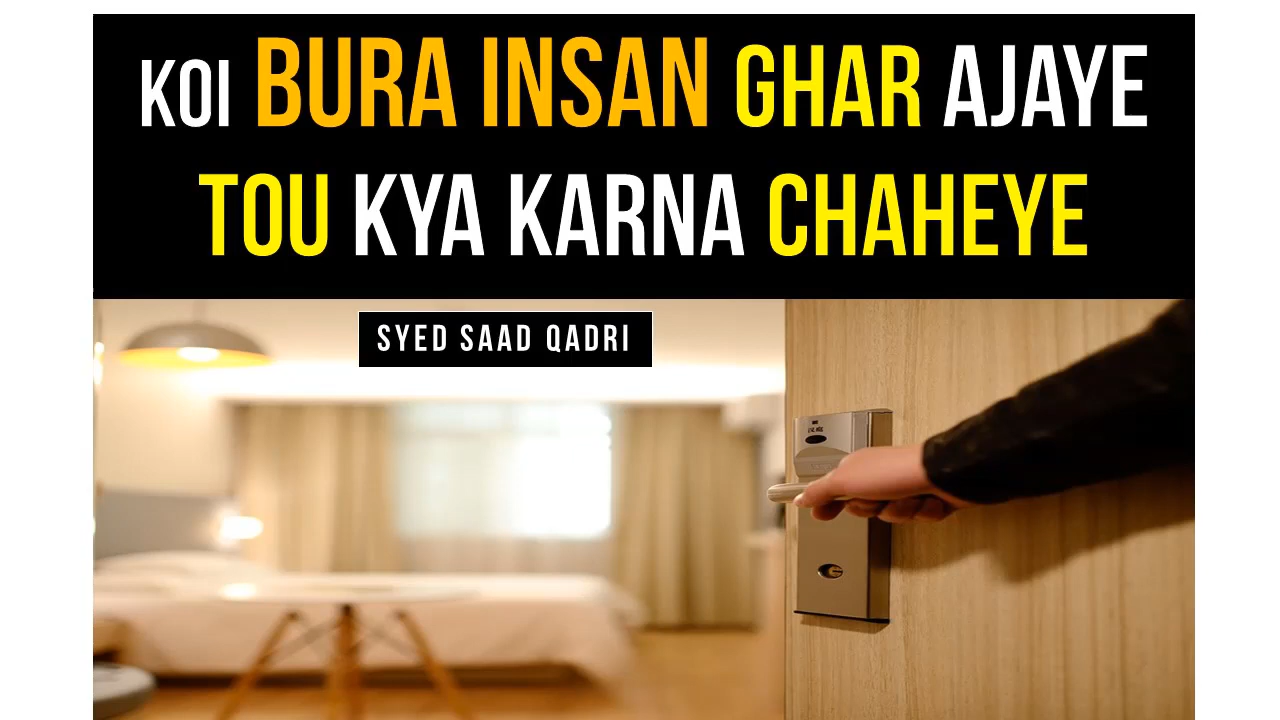 KOI BURA INSAN GHAR AJAYE
TOU KYA KARNA CHAHEYE
SYED SAAD QADRI